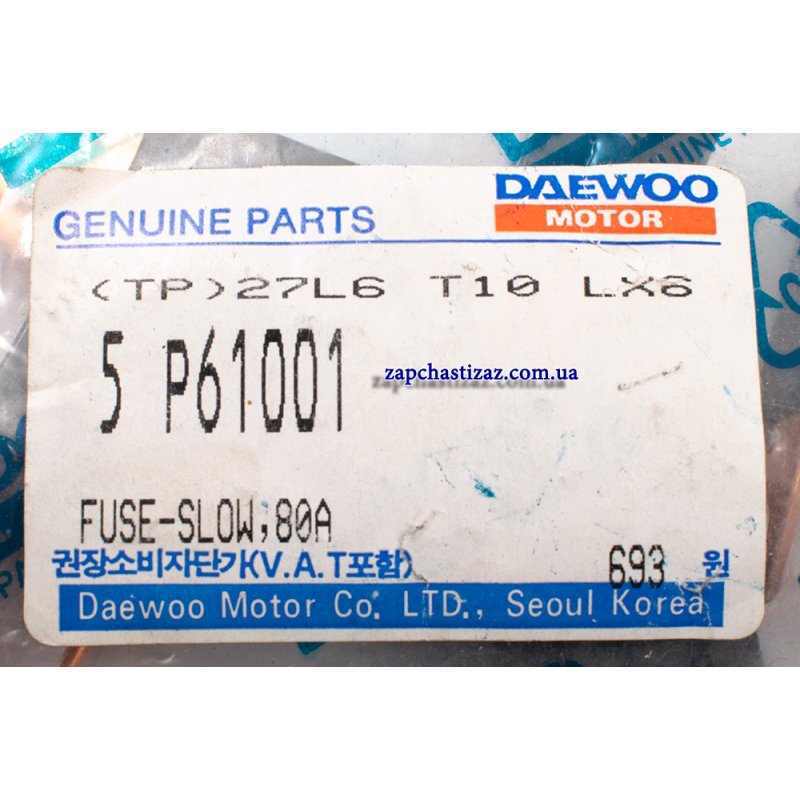 GENUINE PARTS
DAEWOO
MOTOR
(TP)27L6 T10 LX6
5 P61001
zapchastizaz.com.ua
FUSE-SLOW;80A
권장소비자단가(V.A.T포함) 693 원
Daewoo Motor Co. LTD., Seoul Korea